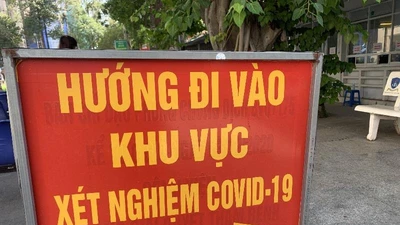 HƯỚNG ĐI VÀO
KHU VỰC
XÉT NGHIỆM COVID-19